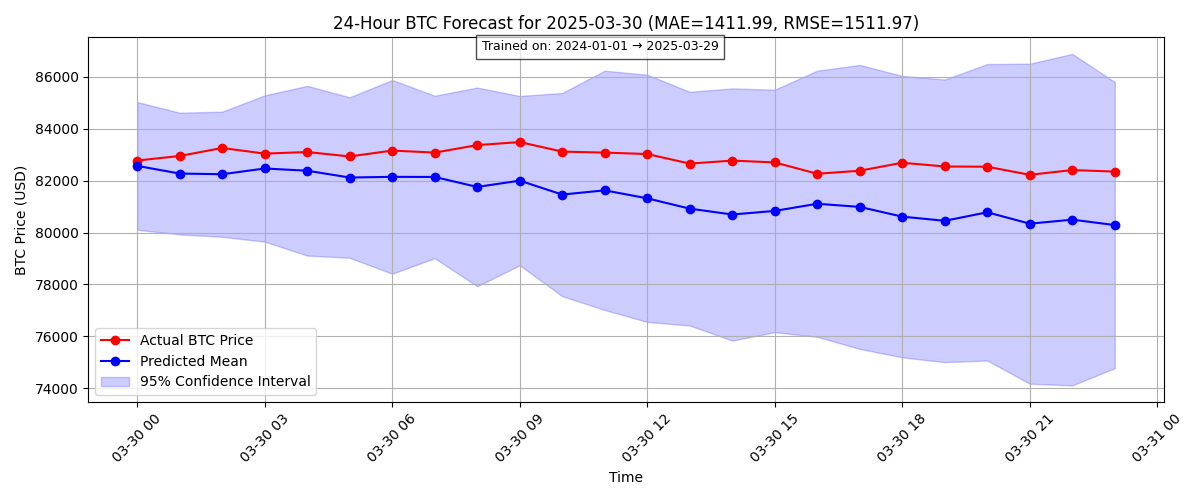 24-Hour BTC Forecast for 2025-03-30 (MAE=1411.99, RMSE=1511.97)
Trained on: 2024-01-01 → 2025-03-29
BTC Price (USD)
86000
84000
82000
80000
78000
76000
74000
Actual BTC Price
Predicted Mean
95% Confidence Interval
03-30 00
03-30 03
03-30 06
03-30 09
03-30 12
03-30 15
03-30 18
03-30 21
03-31 00
Time